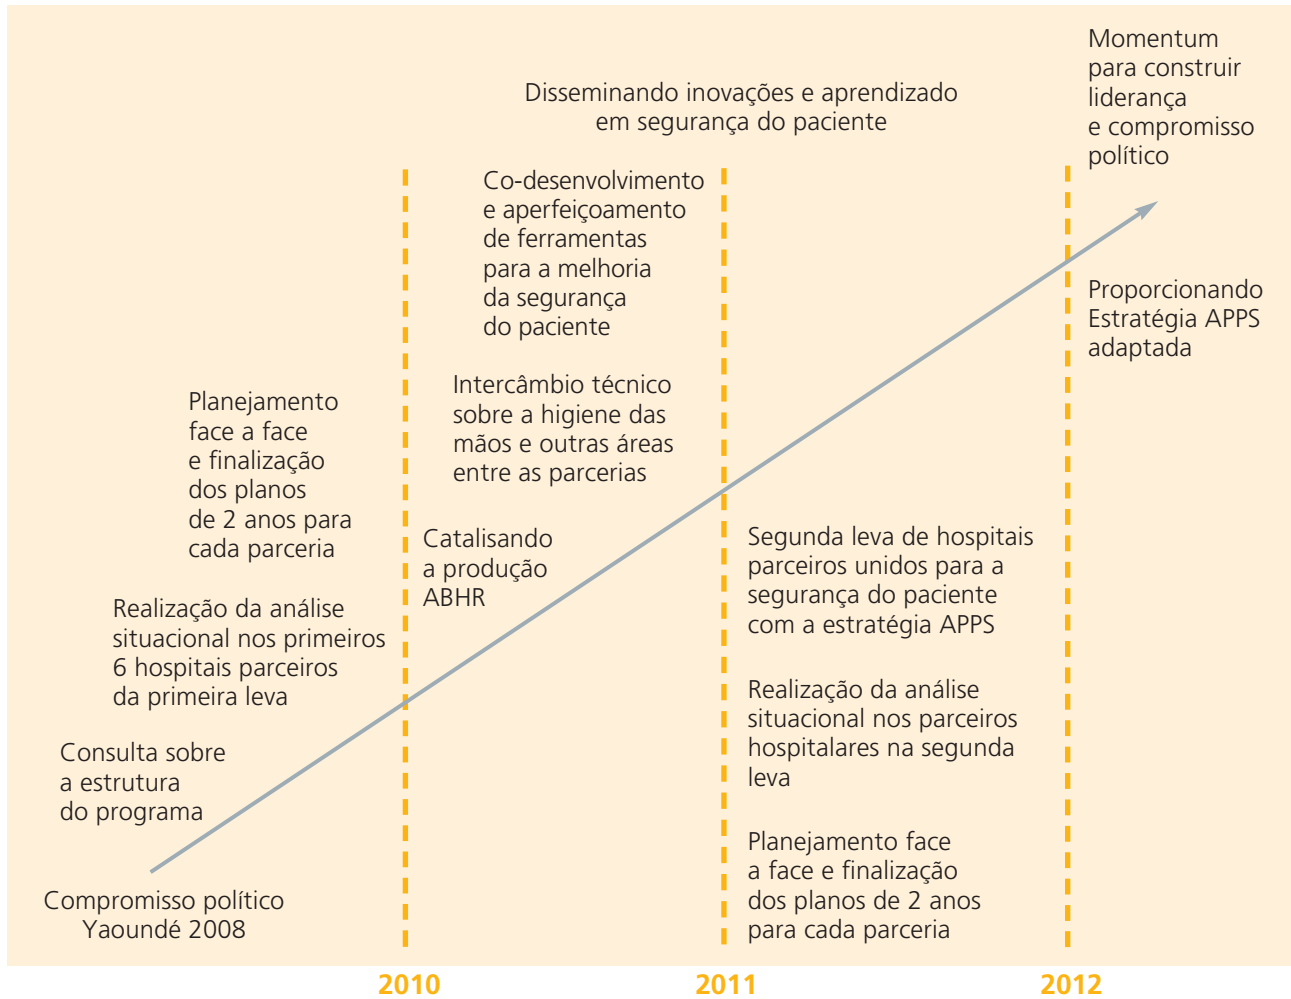 Compromisso político
Yaoundé 2008
Consulta sobre
a estrutura
do programa
Realização da análise
situacional nos primeiros
6 hospitais parceiros
da primeira leva
Planejamento
face a face
e finalização
dos planos
de 2 anos para
cada parceria
Catalisando
a produção
ABHR
Intercâmbio técnico
sobre a higiene das
mãos e outras áreas
entre as parcerias
Co-desenvolvimento
e aperfeiçoamento
de ferramentas
para a melhoria
da segurança
do paciente
Disseminando inovações e aprendizado
em segurança do paciente
Segunda leva de hospitais
parceiros unidos para a
segurança do paciente
com a estratégia APPS
Realização da análise
situacional nos parceiros
hospitalares na segunda
leva
Planejamento face
a face e finalização
dos planos de 2 anos
para cada parceria
Momentum
para construir
liderança
e compromisso
político
Proporcionando
Estratégia APPS
adaptada
2010
2011
2012